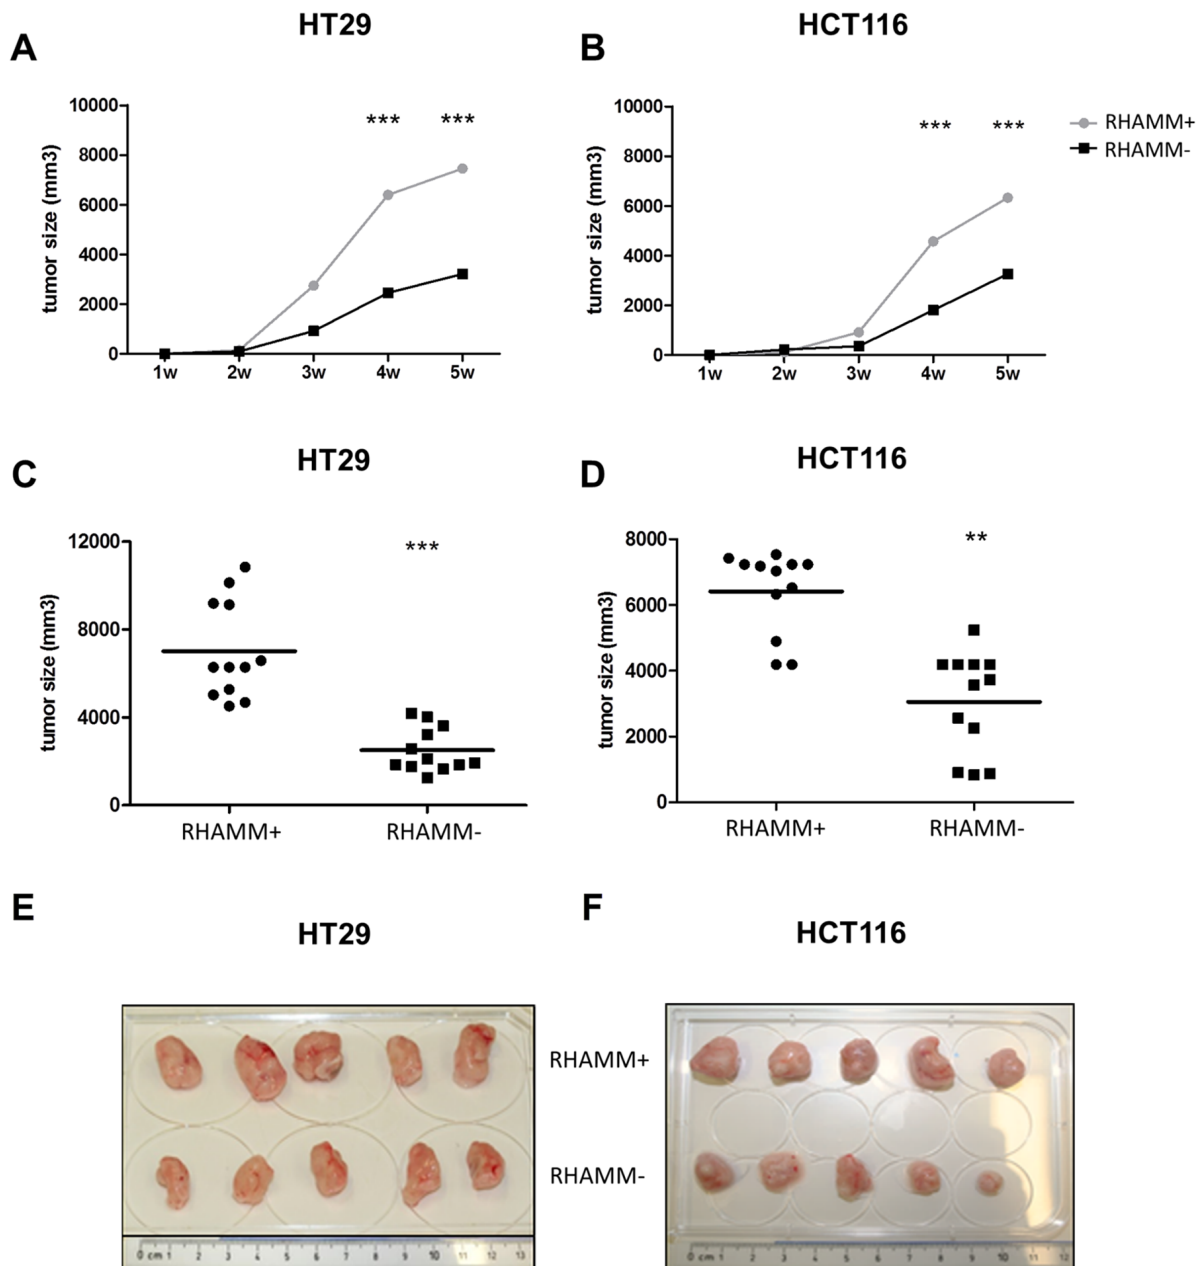 HT29
HCT116
A
B
10000
8000
6000
4000
2000
0
tumor size (mm3)
*** ***
1w 2w 3w 4w 5w
10000
8000
6000
4000
2000
0
tumor size (mm3)
*** ***
1w 2w 3w 4w 5w
RHAMM+
RHAMM-
HT29
HCT116
C
D
12000
8000
4000
0
tumor size (mm3)
***
RHAMM+ RHAMM-
8000
6000
4000
2000
0
tumor size (mm3)
**
RHAMM+ RHAMM-
E
F
HT29
HCT116
RHAMM+
RHAMM-
0 cm 1 2 3 4 5 6 7 8 9 10 11 12 13
0 cm 1 2 3 4 5 6 7 8 9 10 11 12